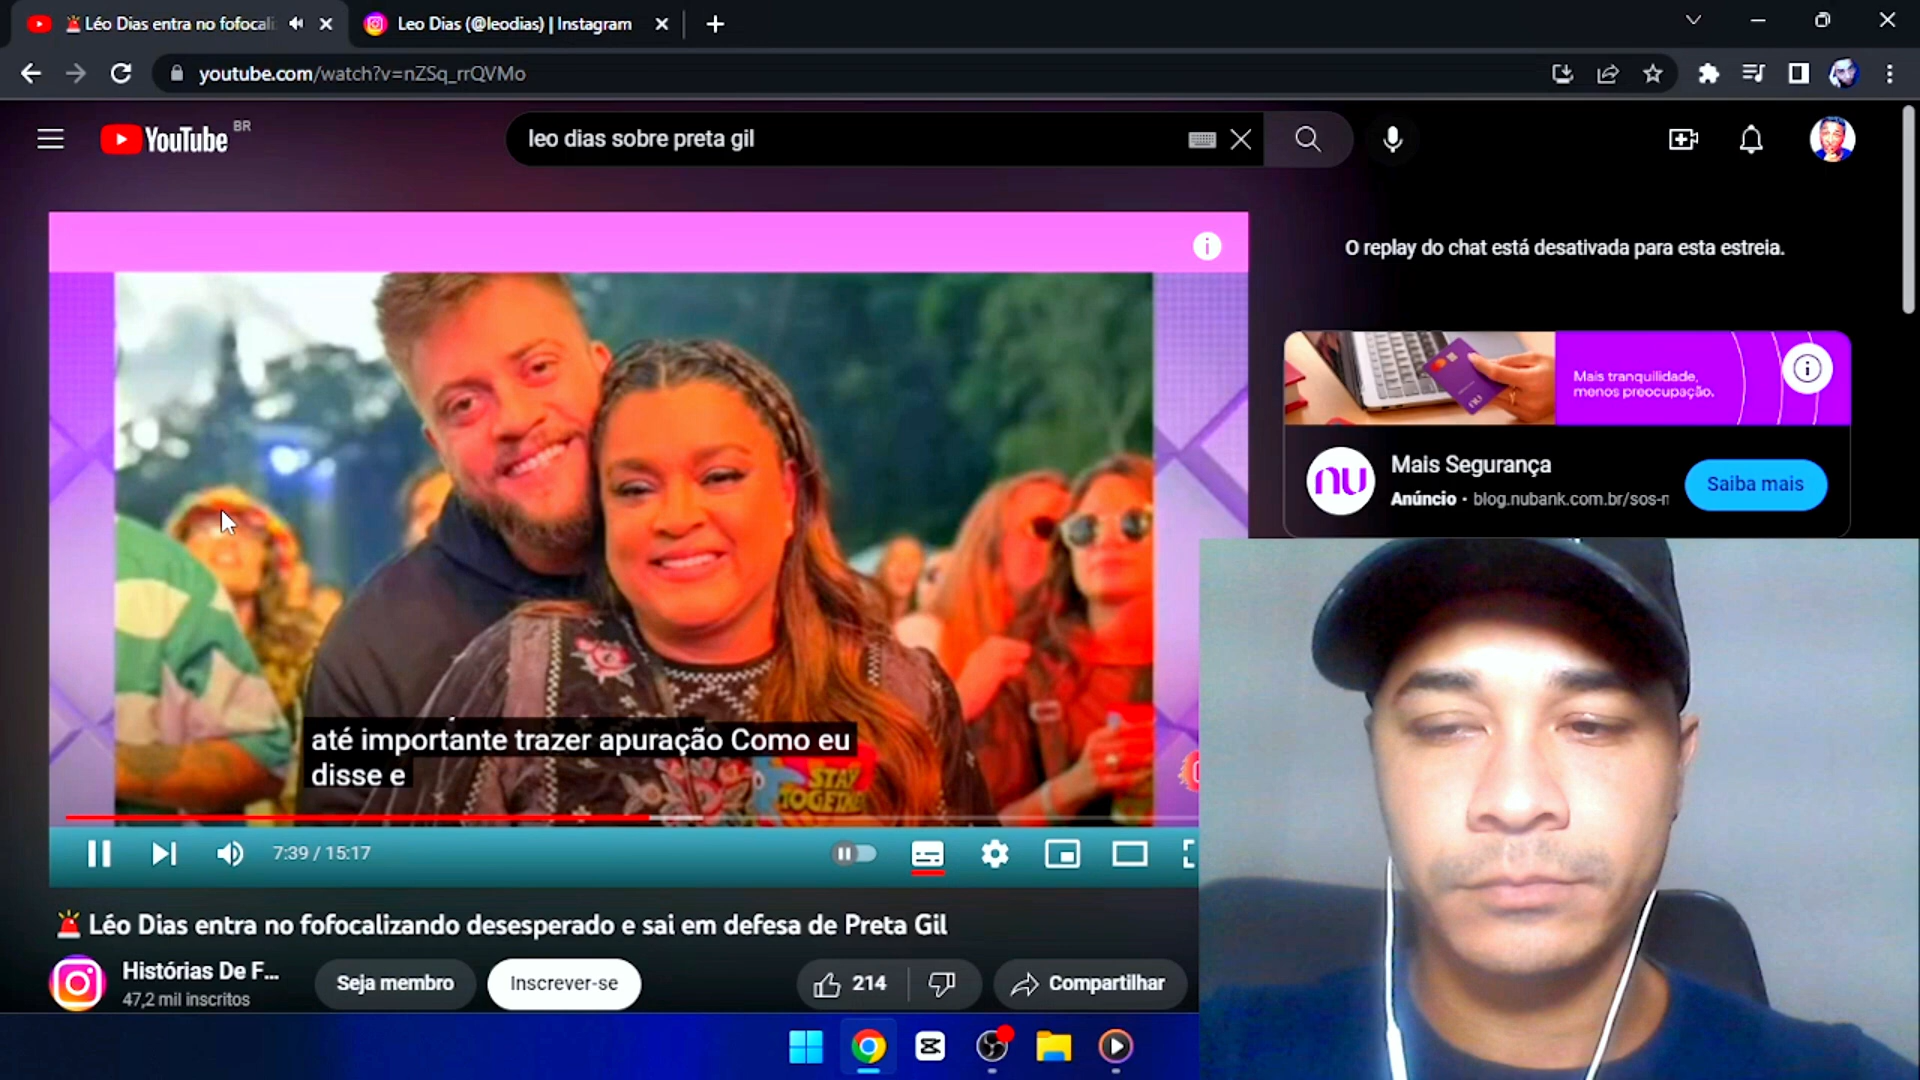 Léo Dias entra no fofocali
Leo Dias (@leodias) | Instagram
youtube.com/watch?v=nZSq_rrQVMo
YouTube BR
leo dias sobre preta gil
O replay do chat está desativada para esta estreia.
Mais tranquilidade,
menos preocupação.
nu
nu
Mais Segurança
Anúncio · blog.nubank.com.br/sos-
Saiba mais
até importante trazer apuração Como eu
disse e
STAY
TOGETH
7:39 / 15:17
Léo Dias entra no fofocalizando desesperado e sai em defesa de Preta Gil
Histórias De F...
47,2 mil inscritos
Seja membro
Inscrever-se
214
Compartilhar